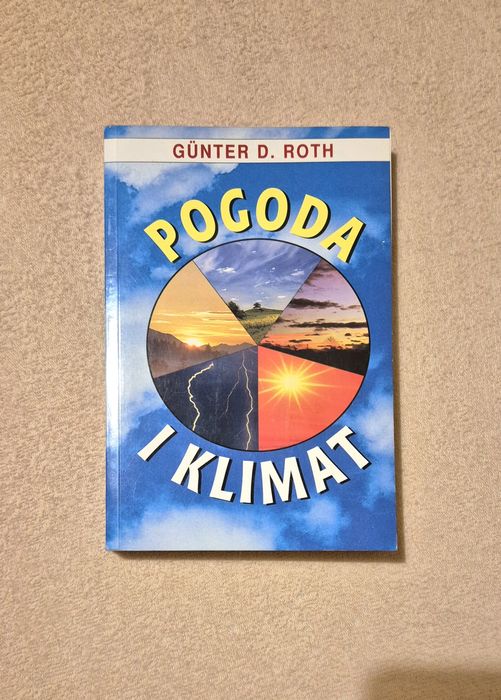 GÜNTER D. ROTH
POGODA
I KLIMAT